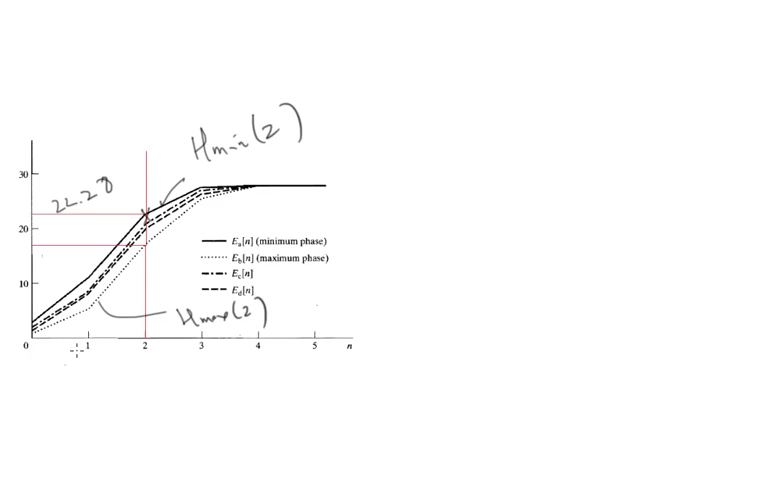 Hmin(z)
30
22.28
20
Ea[n] (minimum phase)
Eb[n] (maximum phase)
Ec[n]
Ed[n]
10
Hmax(z)
0 1 2 3 4 5 n